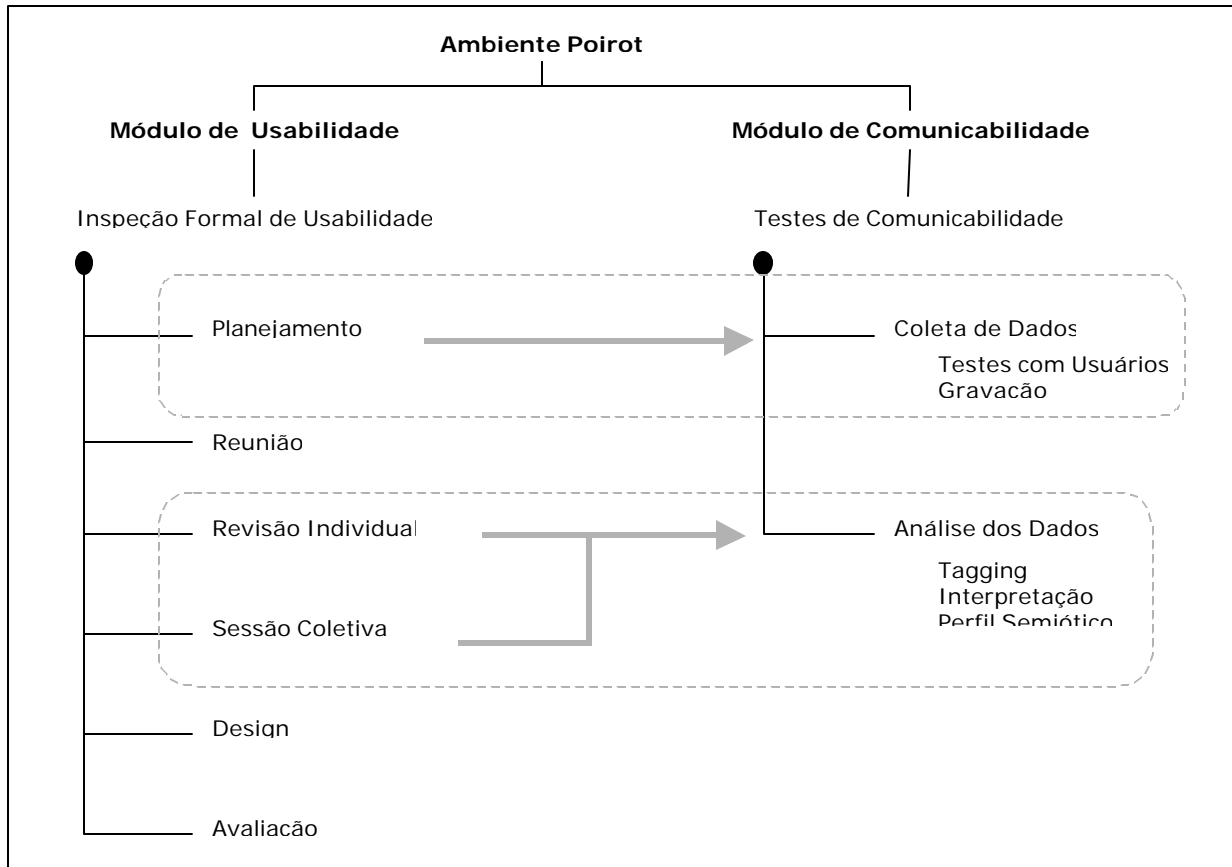 Ambiente Poirot
Módulo de Usabilidade
Módulo de Comunicabilidade
Inspeção Formal de Usabilidade
Testes de Comunicabilidade
Planejamento
Coleta de Dados
Testes com Usuários
Gravação
Reunião
Revisão Individual
Análise dos Dados
Tagging
Interpretação
Perfil Semiótico
Sessão Coletiva
Design
Avaliação